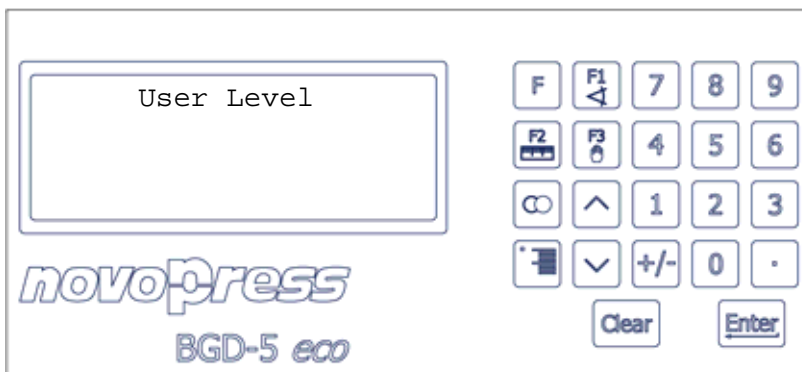 User Level
F F1 7 8 9
F2 F3 4 5 6
1 2 3
+/- 0 .
novopress
Clear Enter
BGD-5 eco